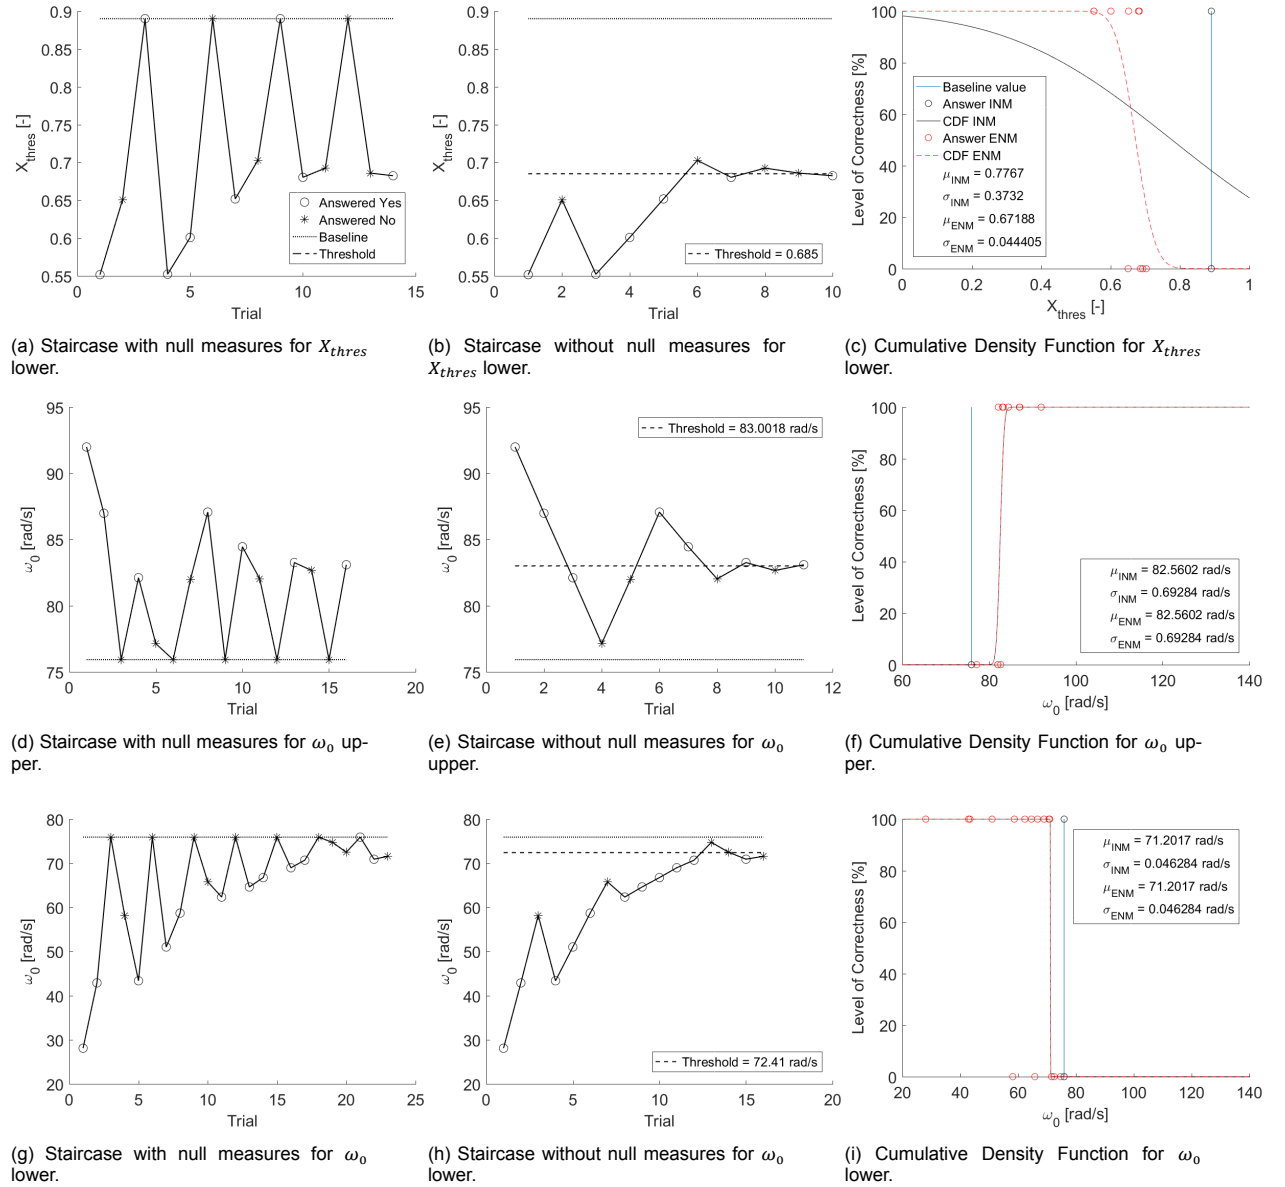 0.9
0.85
0.8
0.75
0.7
0.65
0.6
0.55
X_thres [-]
0 5 10 15
Trial
Answered Yes
Answered No
Baseline
Threshold
(a) Staircase with null measures for X_thres
lower.
0.9
0.85
0.8
0.75
0.7
0.65
0.6
0.55
X_thres [-]
2 4 6 8 10
Trial
Threshold = 0.685
(b) Staircase without null measures for
X_thres lower.
100
80
60
40
20
0
Level of Correctness [%]
0 0.2 0.4 0.6 0.8 1
X_thres [-]
Baseline value
Answer INM
CDF INM
Answer ENM
CDF ENM
μ_INM = 0.7767
σ_INM = 0.3732
μ_ENM = 0.67188
σ_ENM = 0.044405
(c) Cumulative Density Function for X_thres
lower.
95
90
85
80
75
ω_0 [rad/s]
0 5 10 15 20
Trial
(d) Staircase with null measures for ω_0 up-
per.
95
90
85
80
75
ω_0 [rad/s]
0 2 4 6 8 10 12
Trial
Threshold = 83.0018 rad/s
(e) Staircase without null measures for ω_0
upper.
100
80
60
40
20
0
Level of Correctness [%]
60 80 100 120 140
ω_0 [rad/s]
μ_INM = 82.5602 rad/s
σ_INM = 0.69284 rad/s
μ_ENM = 82.5602 rad/s
σ_ENM = 0.69284 rad/s
(f) Cumulative Density Function for ω_0 up-
per.
80
70
60
50
40
30
20
ω_0 [rad/s]
0 5 10 15 20 25
Trial
(g) Staircase with null measures for ω_0
lower.
80
70
60
50
40
30
20
ω_0 [rad/s]
0 5 10 15 20
Trial
Threshold = 72.41 rad/s
(h) Staircase without null measures for ω_0
lower.
100
80
60
40
20
0
Level of Correctness [%]
20 40 60 80 100 120 140
ω_0 [rad/s]
μ_INM = 71.2017 rad/s
σ_INM = 0.046284 rad/s
μ_ENM = 71.2017 rad/s
σ_ENM = 0.046284 rad/s
(i) Cumulative Density Function for ω_0
lower.